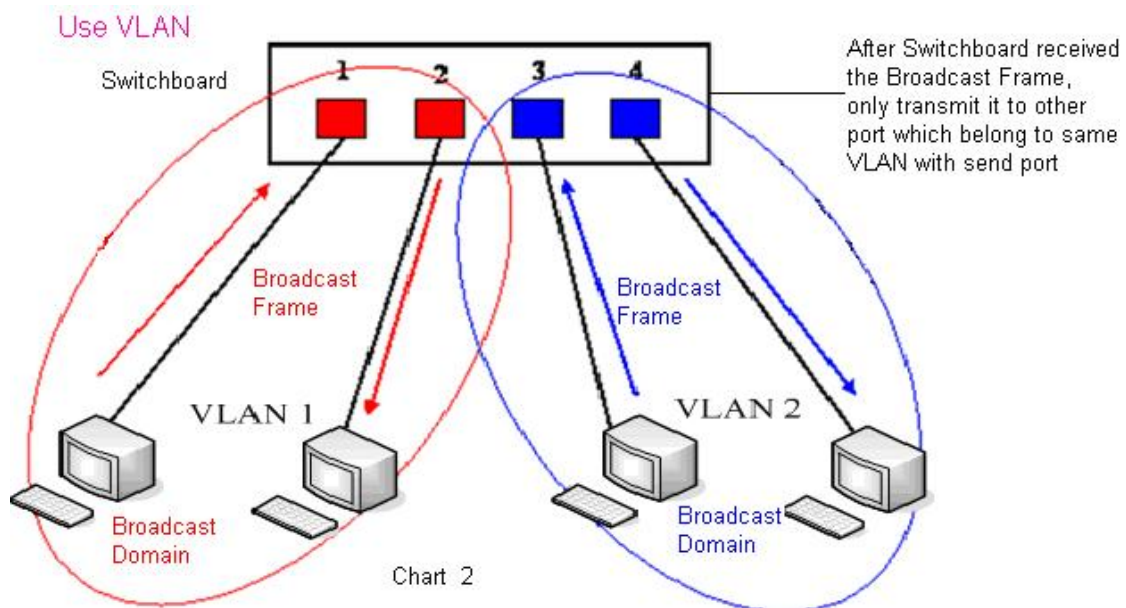 Use VLAN
Switchboard
1 2 3 4
After Switchboard received
the Broadcast Frame,
only transmit it to other
port which belong to same
VLAN with send port
Broadcast
Frame
Broadcast
Frame
VLAN 1
VLAN 2
Broadcast
Domain
Broadcast
Domain
Chart 2